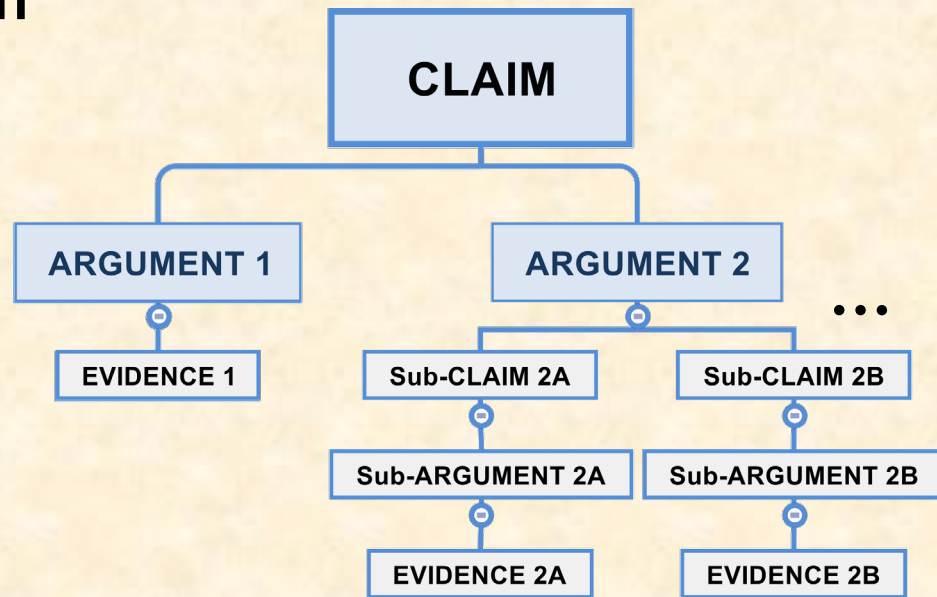 CLAIM
ARGUMENT 1 ARGUMENT 2
...
EVIDENCE 1 Sub-CLAIM 2A Sub-CLAIM 2B
Sub-ARGUMENT 2A Sub-ARGUMENT 2B
EVIDENCE 2A EVIDENCE 2B